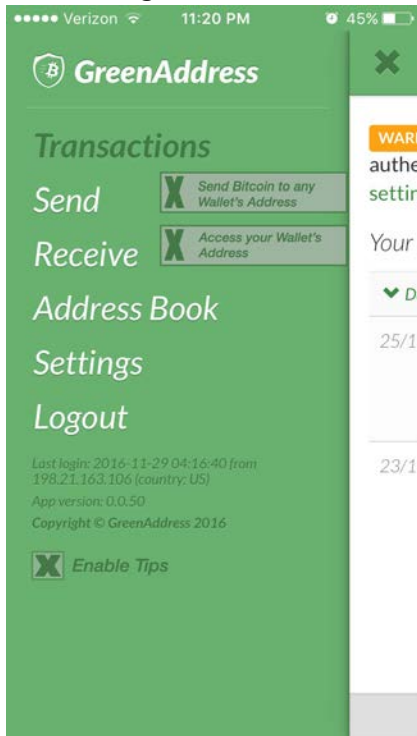 Verizon 11:20 PM 45%
GreenAddress
Transactions
Send
Send Bitcoin to any
Wallet's Address
Receive
Access your Wallet's
Address
Address Book
Settings
Logout
Last login: 2016-11-29 04:16:40 from
198.21.163.106 (country: US)
App version: 0.0.50
Copyright © GreenAddress 2016
X Enable Tips
WAR
authe
settin
Your
D
25/1
23/1